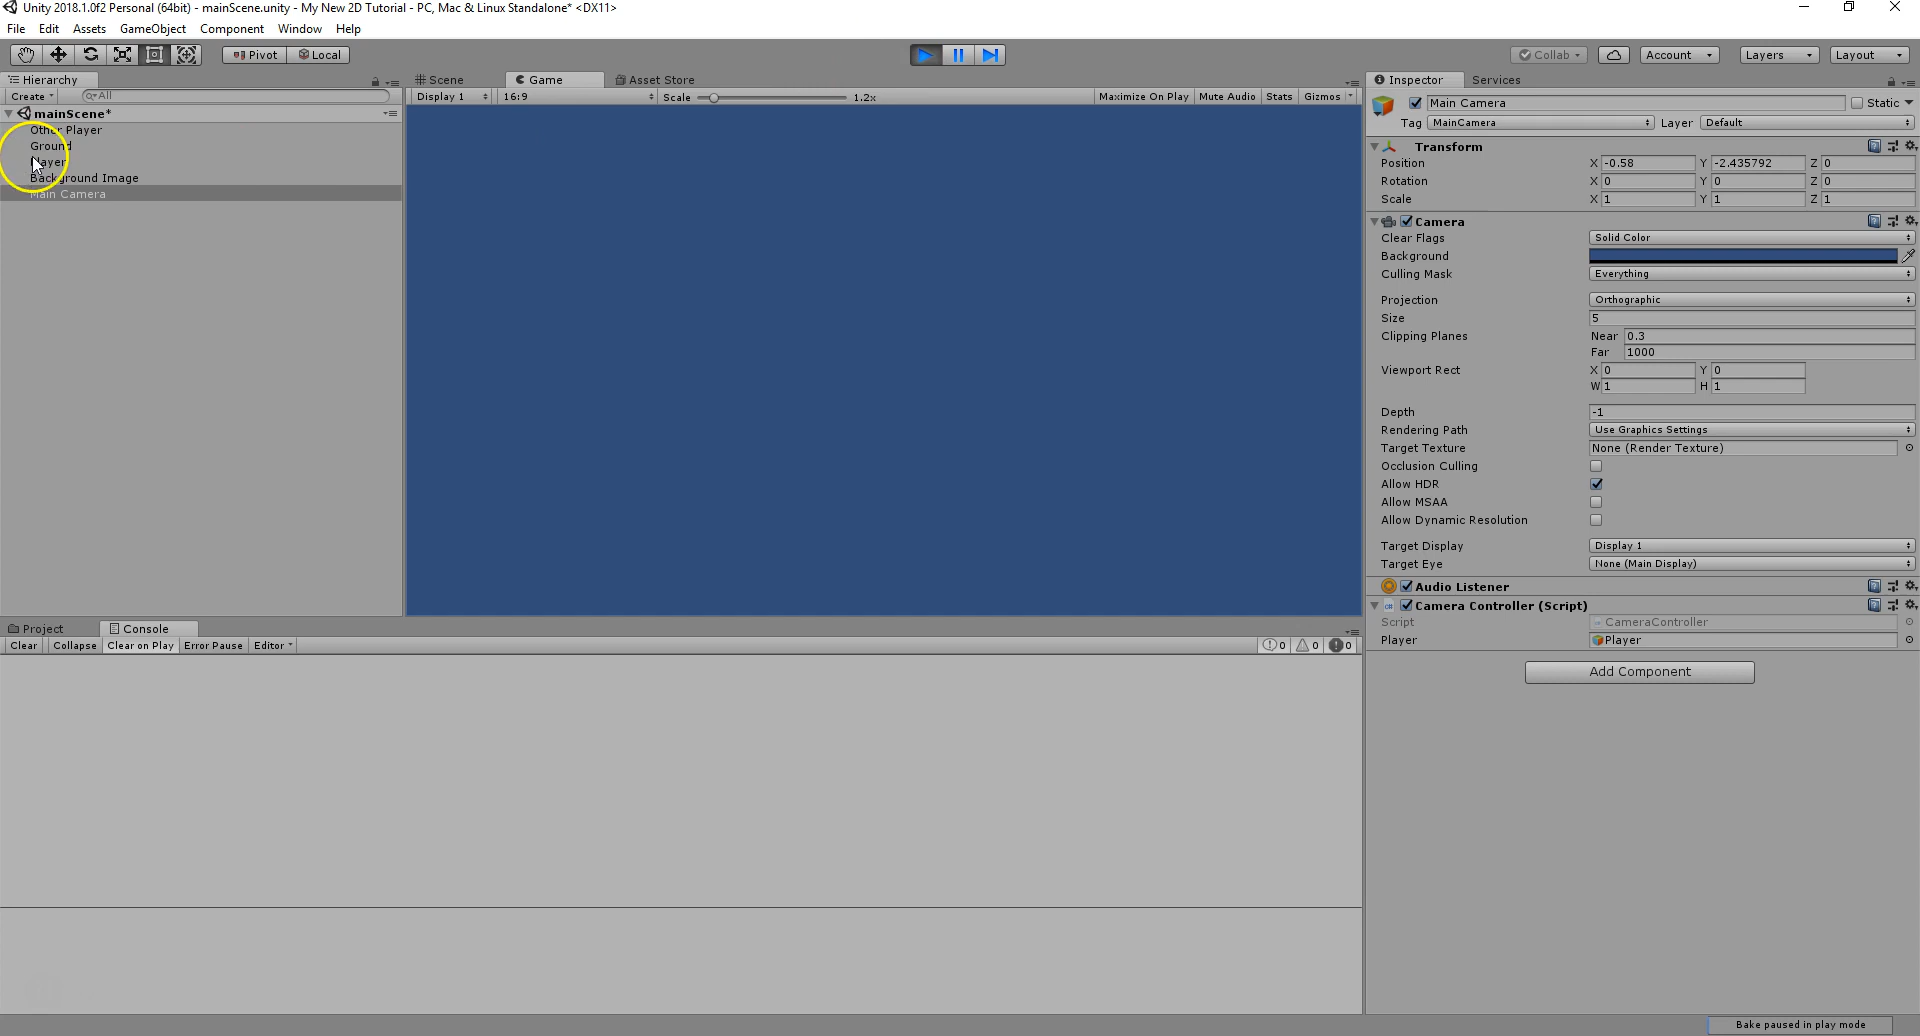 Unity 2018.1.0f2 Personal (64bit) - mainScene.unity - My New 2D Tutorial - PC, Mac & Linux Standalone* <DX11>
File Edit Assets GameObject Component Window Help
Pivot Local Collab Account Layers Layout
Hierarchy
Create All
mainScene*
Other Player
Ground
Player
Background Image
Main Camera
Scene Game Asset Store
Display 1 16:9 Scale 1.2x Maximize On Play Mute Audio Stats Gizmos
Project Console
Clear Collapse Clear on Play Error Pause Editor 0 0 0
Inspector Services
Main Camera Static
Tag MainCamera Layer Default
Transform
Position X -0.58 Y -2.435792 Z 0
Rotation X 0 Y 0 Z 0
Scale X 1 Y 1 Z 1
Camera
Clear Flags Solid Color
Background
Culling Mask Everything
Projection Orthographic
Size 5
Clipping Planes Near 0.3
Far 1000
Viewport Rect X 0 Y 0
W 1 H 1
Depth -1
Rendering Path Use Graphics Settings
Target Texture None (Render Texture)
Occlusion Culling
Allow HDR
Allow MSAA
Allow Dynamic Resolution
Target Display Display 1
Target Eye None (Main Display)
Audio Listener
Camera Controller (Script)
Script CameraController
Player Player
Add Component
Bake paused in play mode